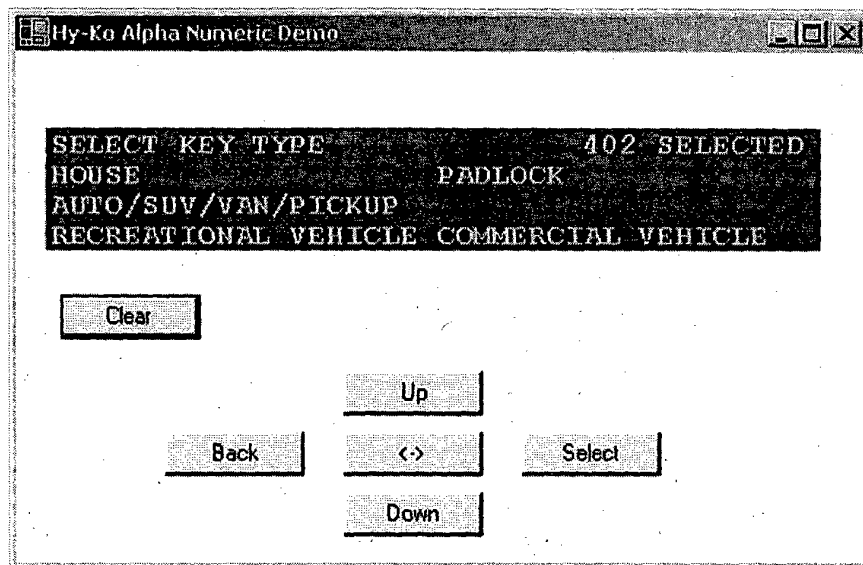 Hy-Ko Alpha Numeric Demo
SELECT KEY TYPE 402 SELECTED
HOUSE PADLOCK
AUTO/SUV/VAN/PICKUP
RECREATIONAL VEHICLE COMMERCIAL VEHICLE
Clear
Up
Back <-> Select
Down